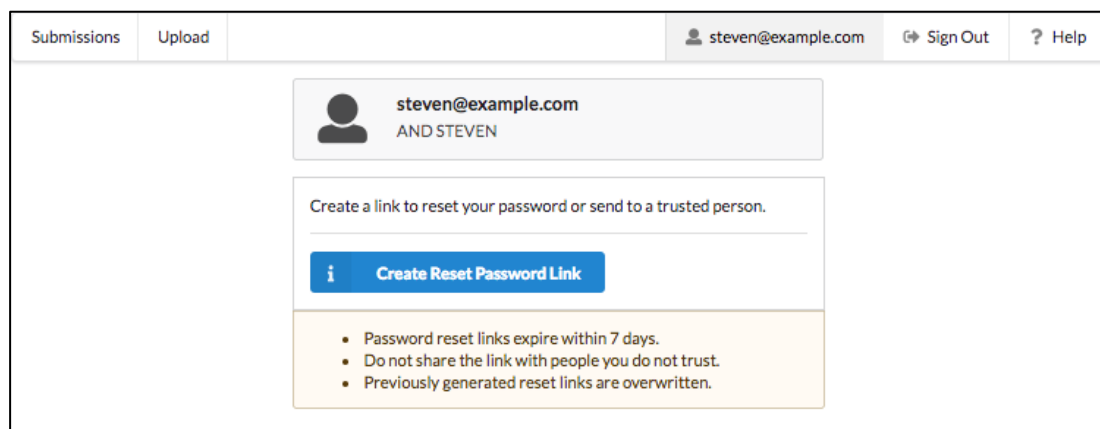 Submissions Upload steven@example.com Sign Out ? Help
steven@example.com
AND STEVEN
Create a link to reset your password or send to a trusted person.
i Create Reset Password Link
• Password reset links expire within 7 days.
• Do not share the link with people you do not trust.
• Previously generated reset links are overwritten.